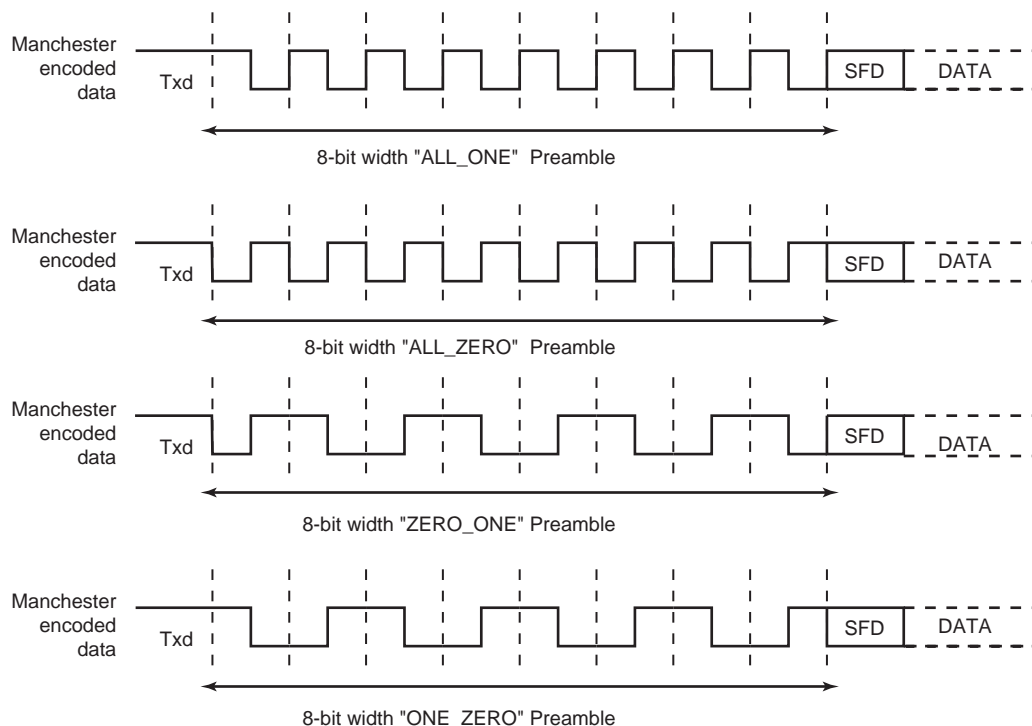 Manchester
encoded
data
Txd
SFD
DATA
8-bit width "ALL_ONE" Preamble
Manchester
encoded
data
Txd
SFD
DATA
8-bit width "ALL_ZERO" Preamble
Manchester
encoded
data
Txd
SFD
DATA
8-bit width "ZERO_ONE" Preamble
Manchester
encoded
data
Txd
SFD
DATA
8-bit width "ONE_ZERO" Preamble